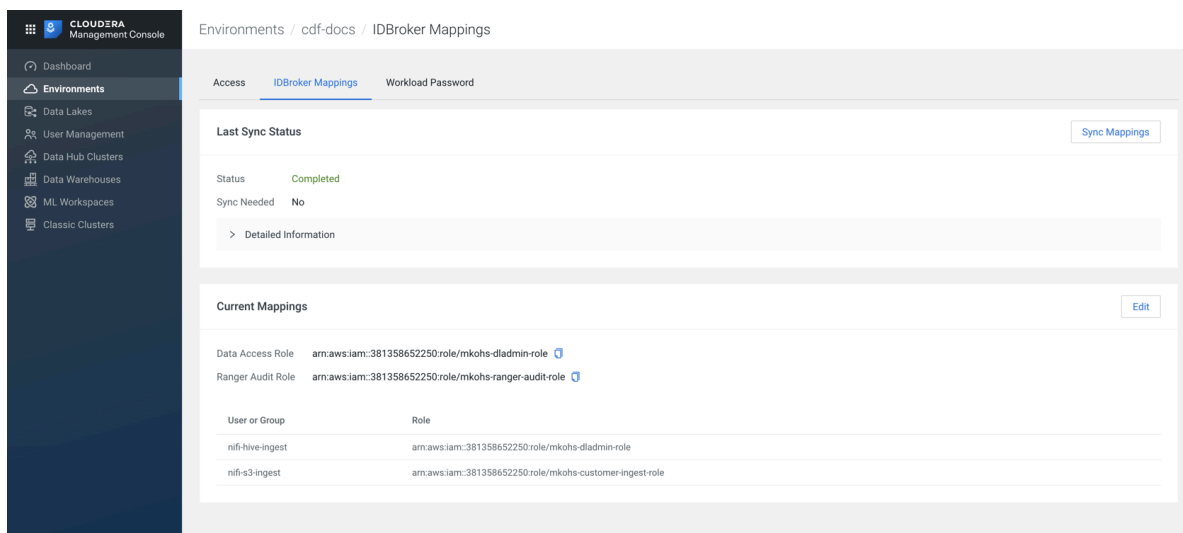 CLOUDERA
Management Console
Environments / cdf-docs / IDBroker Mappings
Dashboard
Environments
Data Lakes
User Management
Data Hub Clusters
Data Warehouses
ML Workspaces
Classic Clusters
Access IDBroker Mappings Workload Password
Last Sync Status Sync Mappings
Status Completed
Sync Needed No
> Detailed Information
Current Mappings Edit
Data Access Role arn:aws:iam::381358652250:role/mkohs-dladmin-role
Ranger Audit Role arn:aws:iam::381358652250:role/mkohs-ranger-audit-role
User or Group Role
nifi-hive-ingest arn:aws:iam::381358652250:role/mkohs-dladmin-role
nifi-s3-ingest arn:aws:iam::381358652250:role/mkohs-customer-ingest-role